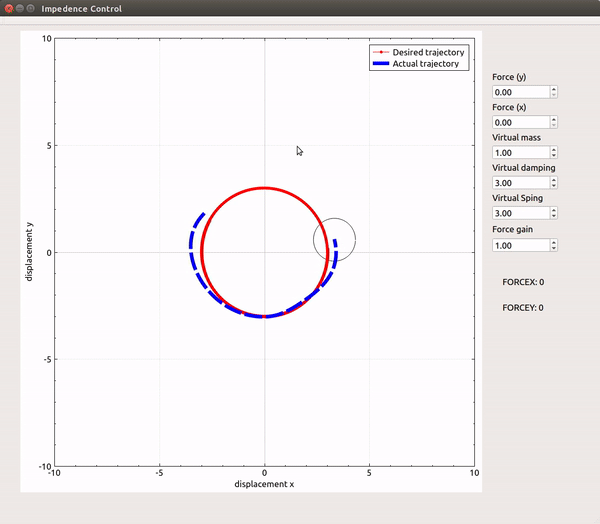 Impedence Control
10
5
0
-5
-10
-10
-5
0
5
10
displacement y
displacement x
Desired trajectory
Actual trajectory
Force (y)
0.00
Force (x)
0.00
Virtual mass
1.00
Virtual damping
3.00
Virtual Sping
3.00
Force gain
1.00
FORCEX: 0
FORCEY: 0